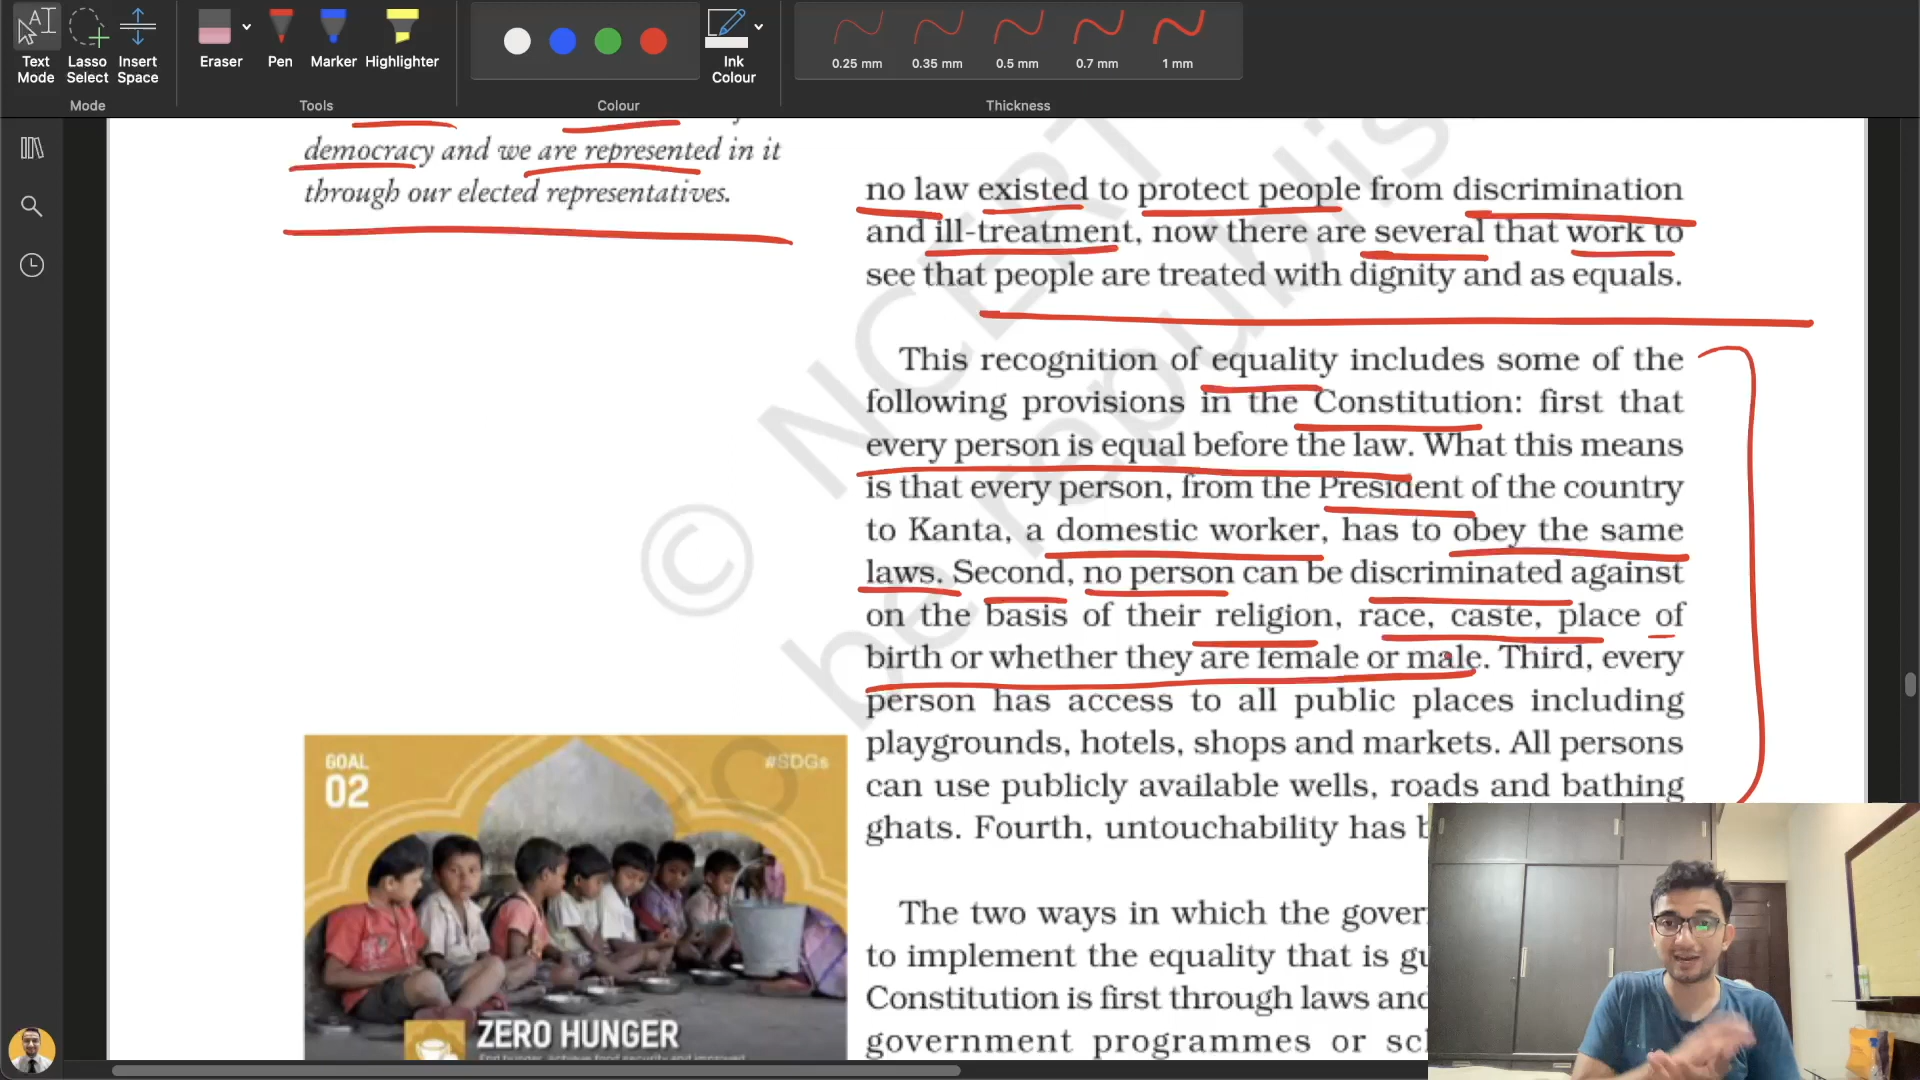 Text
Mode
Lasso
Select
Insert
Space
Eraser
Pen
Marker
Highlighter
Ink
Colour
0.25 mm
0.35 mm
0.5 mm
0.7 mm
1 mm
Mode
Tools
Colour
Thickness
democracy and we are represented in it
through our elected representatives.
no law existed to protect people from discrimination
and ill-treatment, now there are several that work to
see that people are treated with dignity and as equals.
This recognition of equality includes some of the
following provisions in the Constitution: first that
every person is equal before the law. What this means
is that every person, from the President of the country
to Kanta, a domestic worker, has to obey the same
laws. Second, no person can be discriminated against
on the basis of their religion, race, caste, place of
birth or whether they are female or male. Third, every
person has access to all public places including
playgrounds, hotels, shops and markets. All persons
can use publicly available wells, roads and bathing
ghats. Fourth, untouchability has
The two ways in which the
to implement the equality that is
Constitution is first through laws and
government programmes or
GOAL
02
#SDGs
ZERO HUNGER
© NCERT